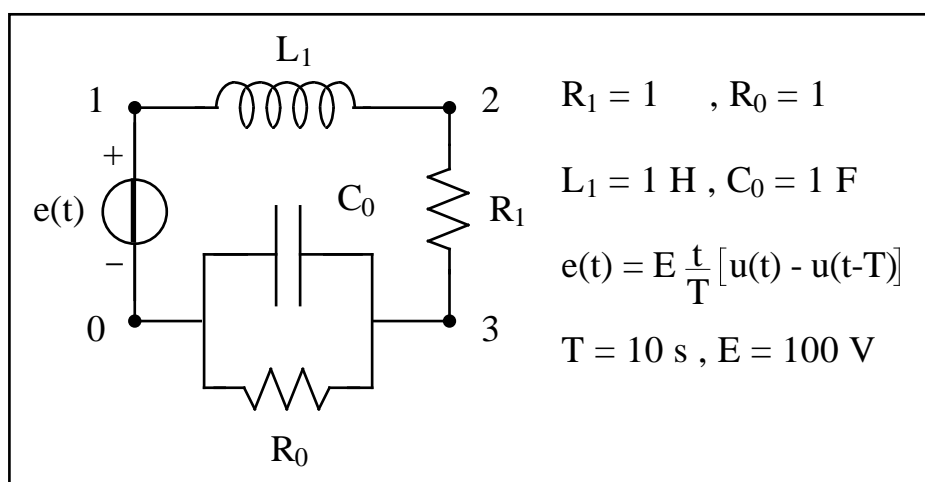 L₁
1
2
+
e(t)
−
C₀
R₁
0
3
R₀
R₁ = 1 , R₀ = 1
L₁ = 1 H , C₀ = 1 F
e(t) = E t/T [u(t) - u(t-T)]
T = 10 s , E = 100 V